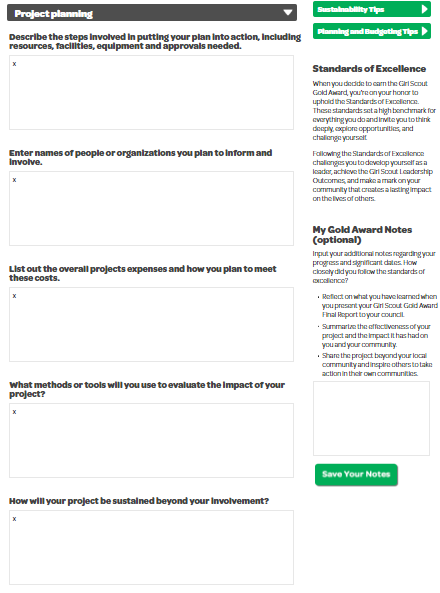 Project planning
Describe the steps involved in putting your plan into action, including
resources, facilities, equipment and approvals needed.
x
Enter names of people or organizations you plan to inform and
involve.
x
List out the overall projects expenses and how you plan to meet
these costs.
x
What methods or tools will you use to evaluate the impact of your
project?
x
How will your project be sustained beyond your involvement?
x
Sustainability Tips
Planning and Budgeting Tips
Standards of Excellence
When you decide to earn the Girl Scout
Gold Award, you're on your honor to
uphold the Standards of Excellence.
These standards set a high benchmark for
everything you do and invite you to think
deeply, explore opportunities, and
challenge yourself.
Following the Standards of Excellence
challenges you to develop yourself as a
leader, achieve the Girl Scout Leadership
Outcomes, and make a mark on your
community that creates a lasting impact
on the lives of others.
My Gold Award Notes
(optional)
Input your additional notes regarding your
progress and significant dates. How
closely did you follow the standards of
excellence?
• Reflect on what you have learned when
you present your Girl Scout Gold Award
Final Report to your council.
• Summarize the effectiveness of your
project and the impact it has had on
you and your community.
• Share the project beyond your local
community and inspire others to take
action in their own communities.
Save Your Notes